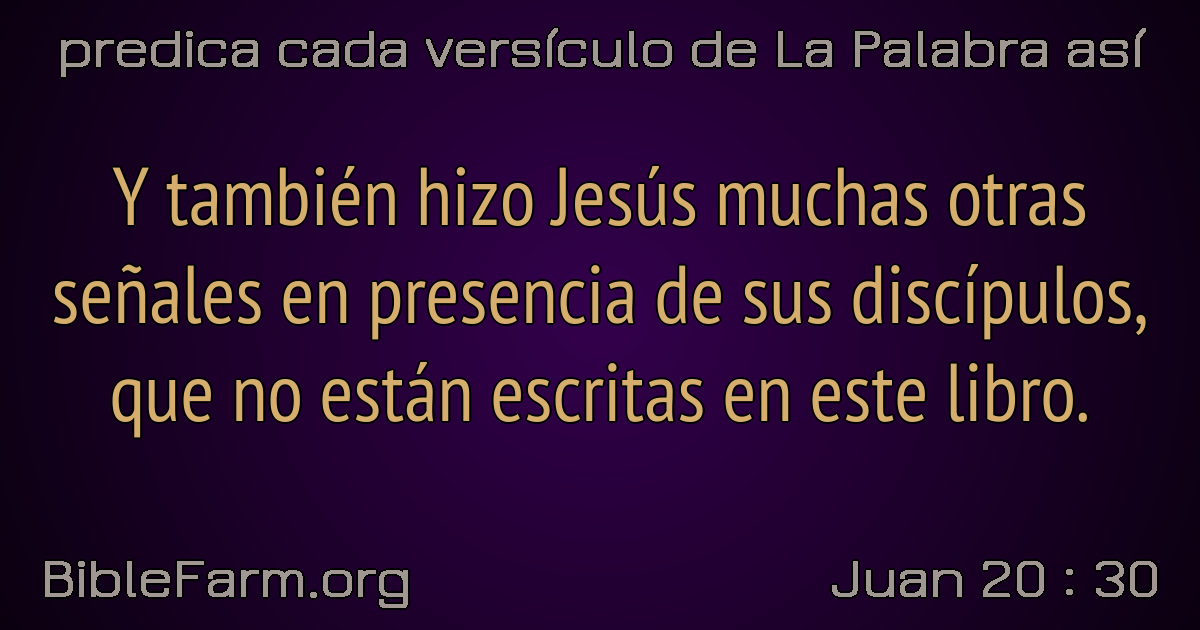 predica cada versículo de La Palabra así
Y también hizo Jesús muchas otras
señales en presencia de sus discípulos,
que no están escritas en este libro.
BibleFarm.org
Juan 20 : 30